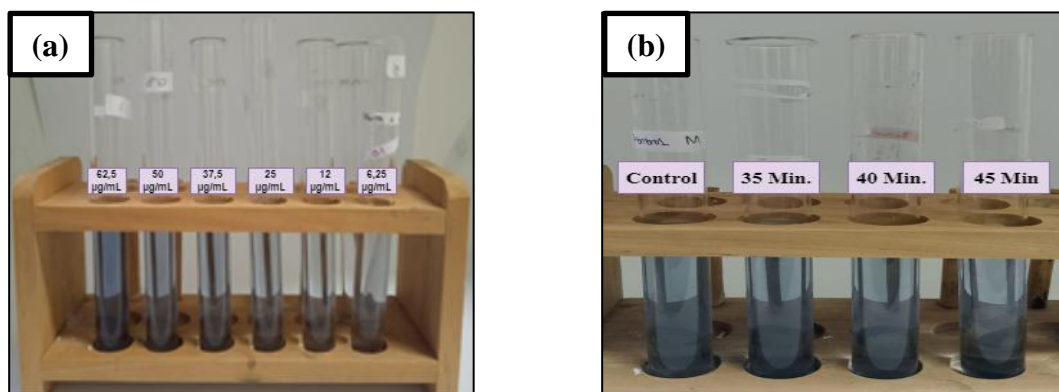 (a)
62,5 µg/mL
50 µg/mL
37,5 µg/mL
25 µg/mL
12 µg/mL
6,25 µg/mL
50
(b)
Control
35 Min.
40 Min.
45 Min
M